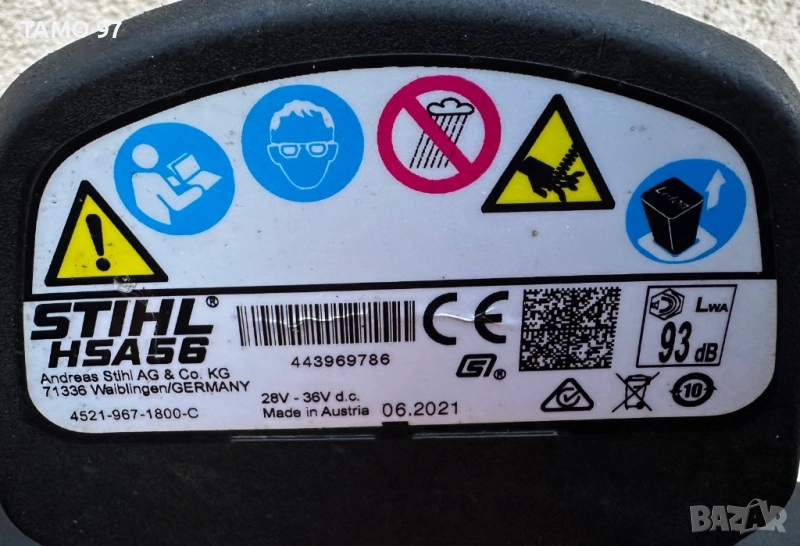 TAMO-97
Li-Ion
STIHL®
HSA56
Andreas Stihl AG & Co. KG
71336 Waiblingen/GERMANY
4521-967-1800-C
443969786
28V - 36V d.c.
Made in Austria 06.2021
CE
LWA
93 dB
10
BAZAR